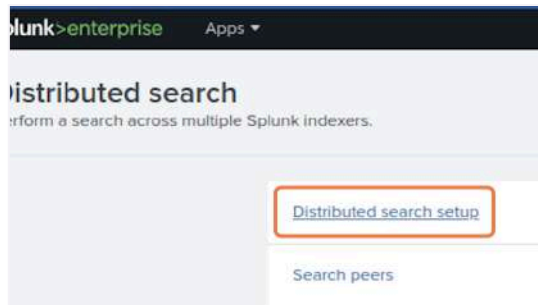 plunk>enterprise Apps
istributed search
erform a search across multiple Splunk indexers.
Distributed search setup
Search peers